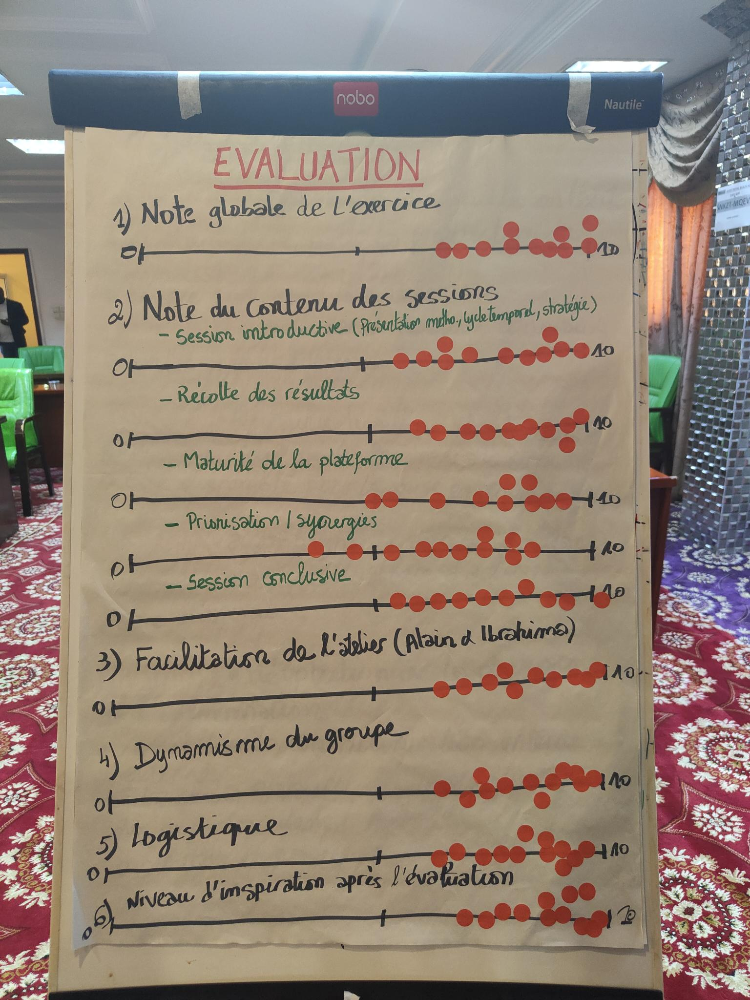 nobo
Nautile
EVALUATION
1) Note globale de l'exercice
0 10
2) Note du contenu des sessions
- Session introductive (Présentation métho., Cycle temporel, stratégie)
0 10
- Récolte des résultats
0 10
- Maturité de la plateforme
0 10
- Priorisation / synergies
0 10
- Session conclusive
0 10
3) Facilitation de l'atelier (Alain & Ibrahima)
0 10
4) Dynamisme du groupe
0 10
5) Logistique
0 10
6) Niveau d'inspiration après l'évaluation
0 10
SNKZT-MQEV